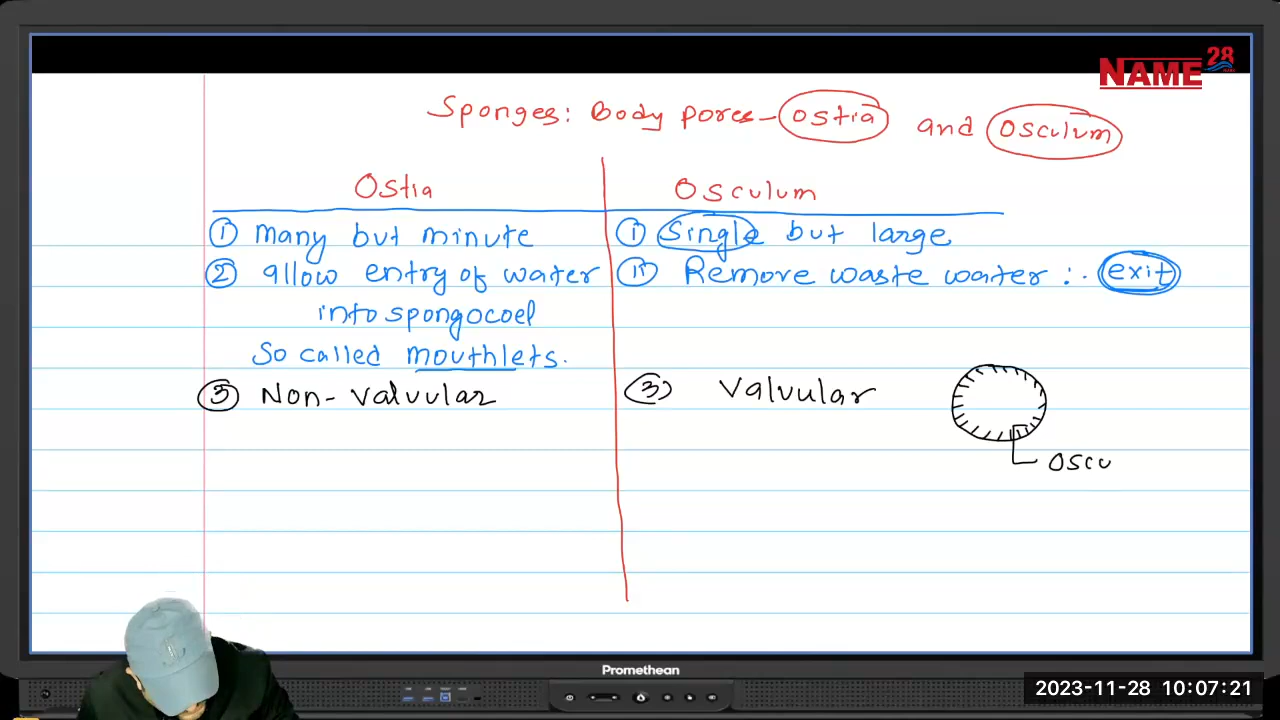 NAME 28
Sponges: Body pores - Ostia and Osculum
Ostia
① Many but minute
② allow entry of water
into spongocoel
So called mouthlets.
③ Non-Valvular
Osculum
① Single but large
ii Remove waste water :. exit
③ Valvular
Oscu
Promethean
2023-11-28 10:07:21